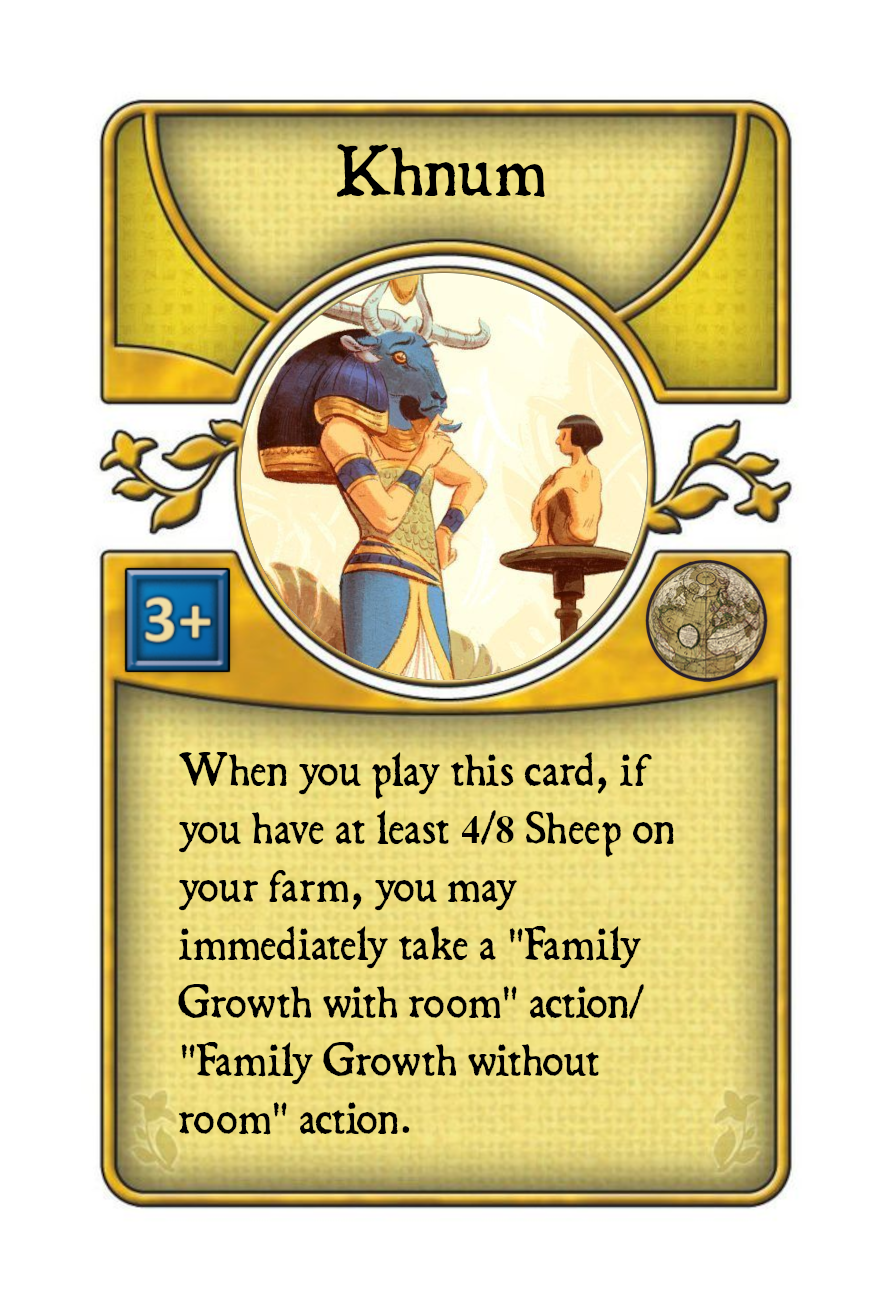 Khnum
3+
When you play this card, if
you have at least 4/8 Sheep on
your farm, you may
immediately take a "Family
Growth with room" action/
"Family Growth without
room" action.